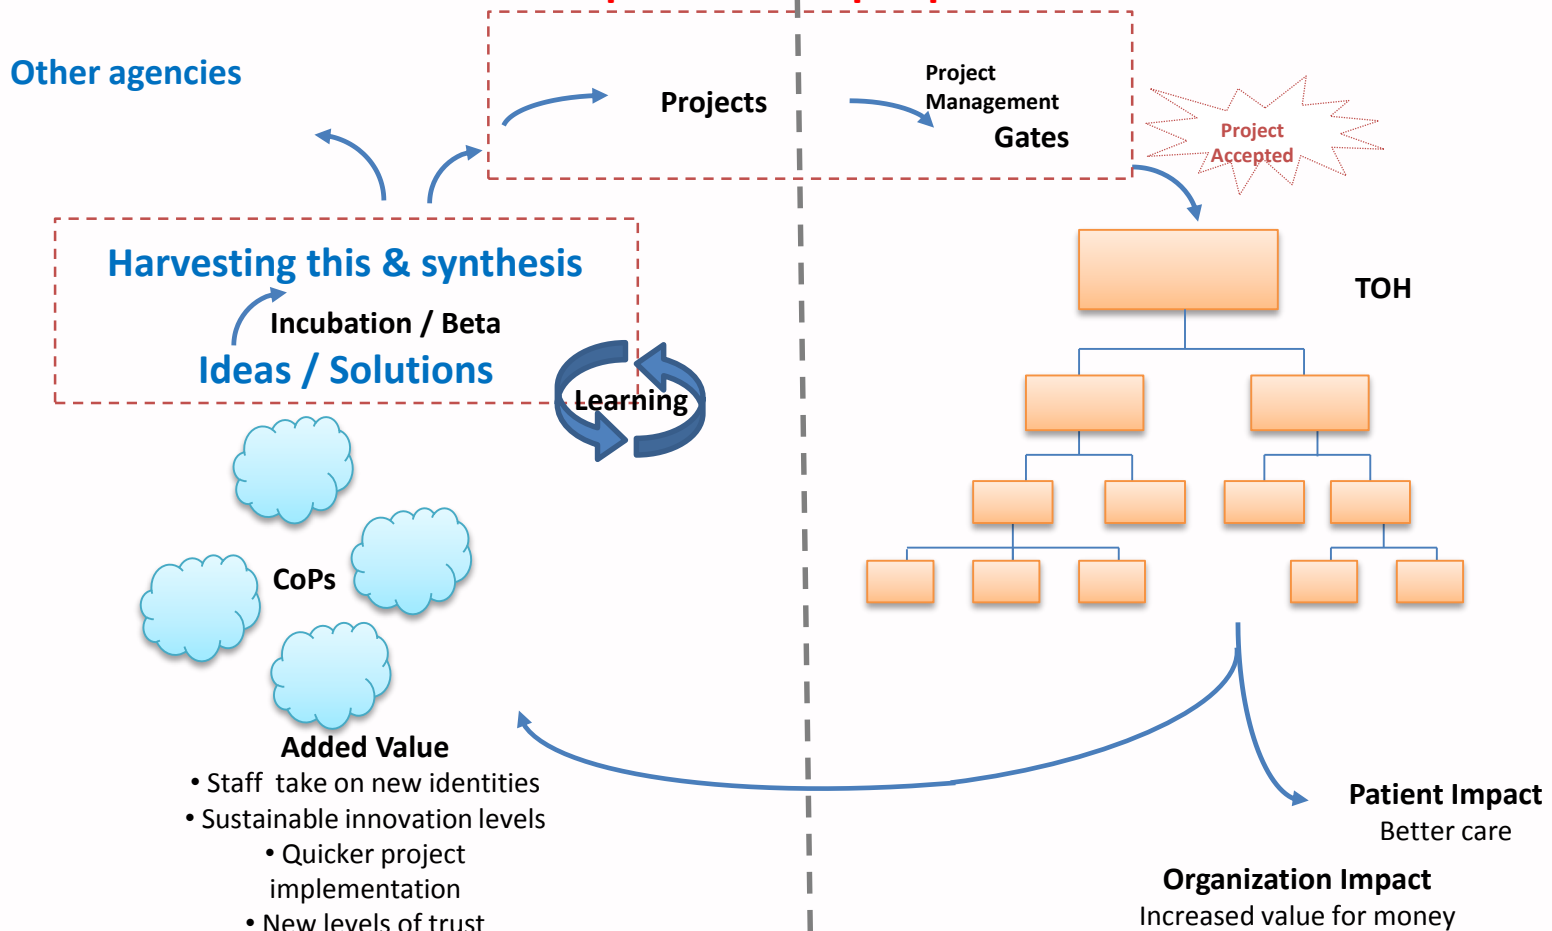 Other agencies
Projects
Project
Management
Gates
Project
Accepted
Harvesting this & synthesis
Incubation / Beta
Ideas / Solutions
Learning
TOH
CoPs
Added Value
• Staff  take on new identities
• Sustainable innovation levels
• Quicker project
implementation
• New levels of trust
Patient Impact
Better care
Organization Impact
Increased value for money